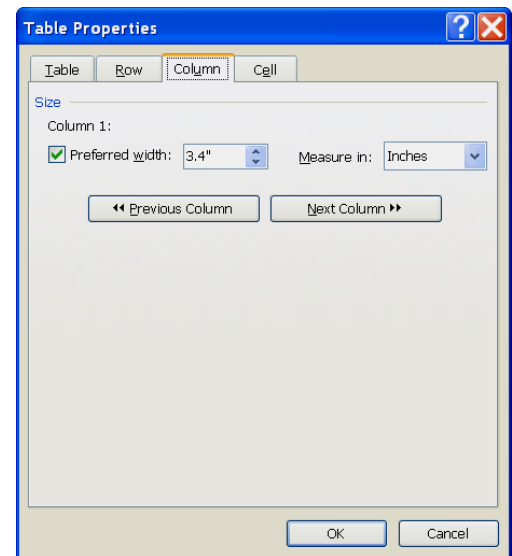 Table Properties
Table Row Column Cell
Size
Column 1:
Preferred width: 3.4" Measure in: Inches
Previous Column Next Column
OK Cancel